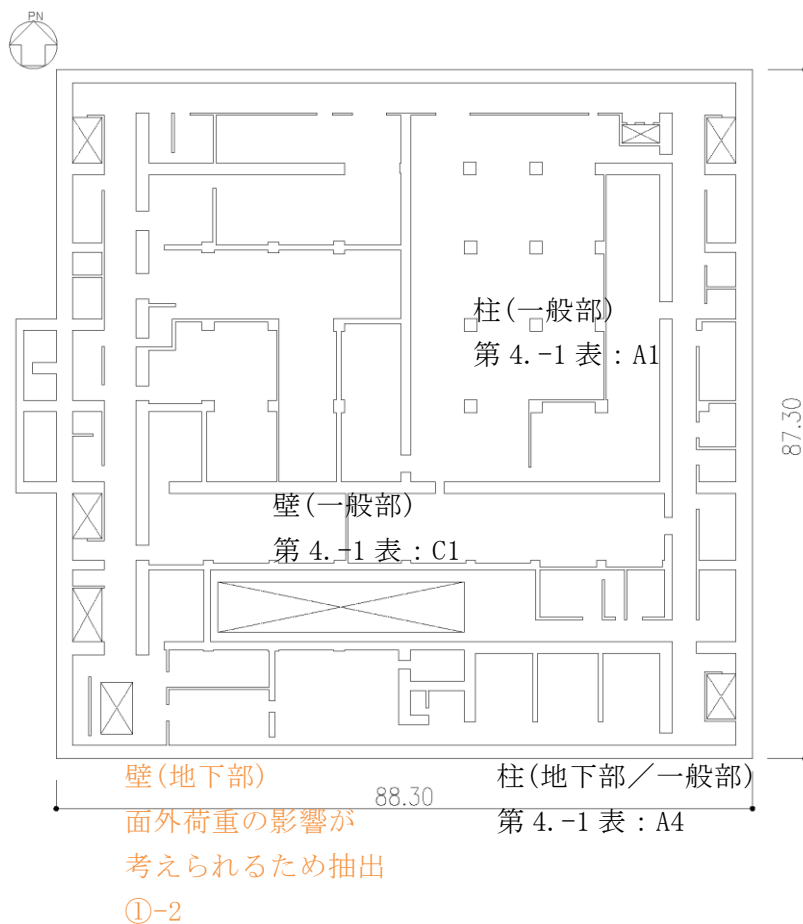 PN
柱(一般部)
第 4.-1 表：A1
87.30
壁(一般部)
第 4.-1 表：C1
壁(地下部)
面外荷重の影響が
考えられるため抽出
①-2
88.30
柱(地下部／一般部)
第 4.-1 表：A4